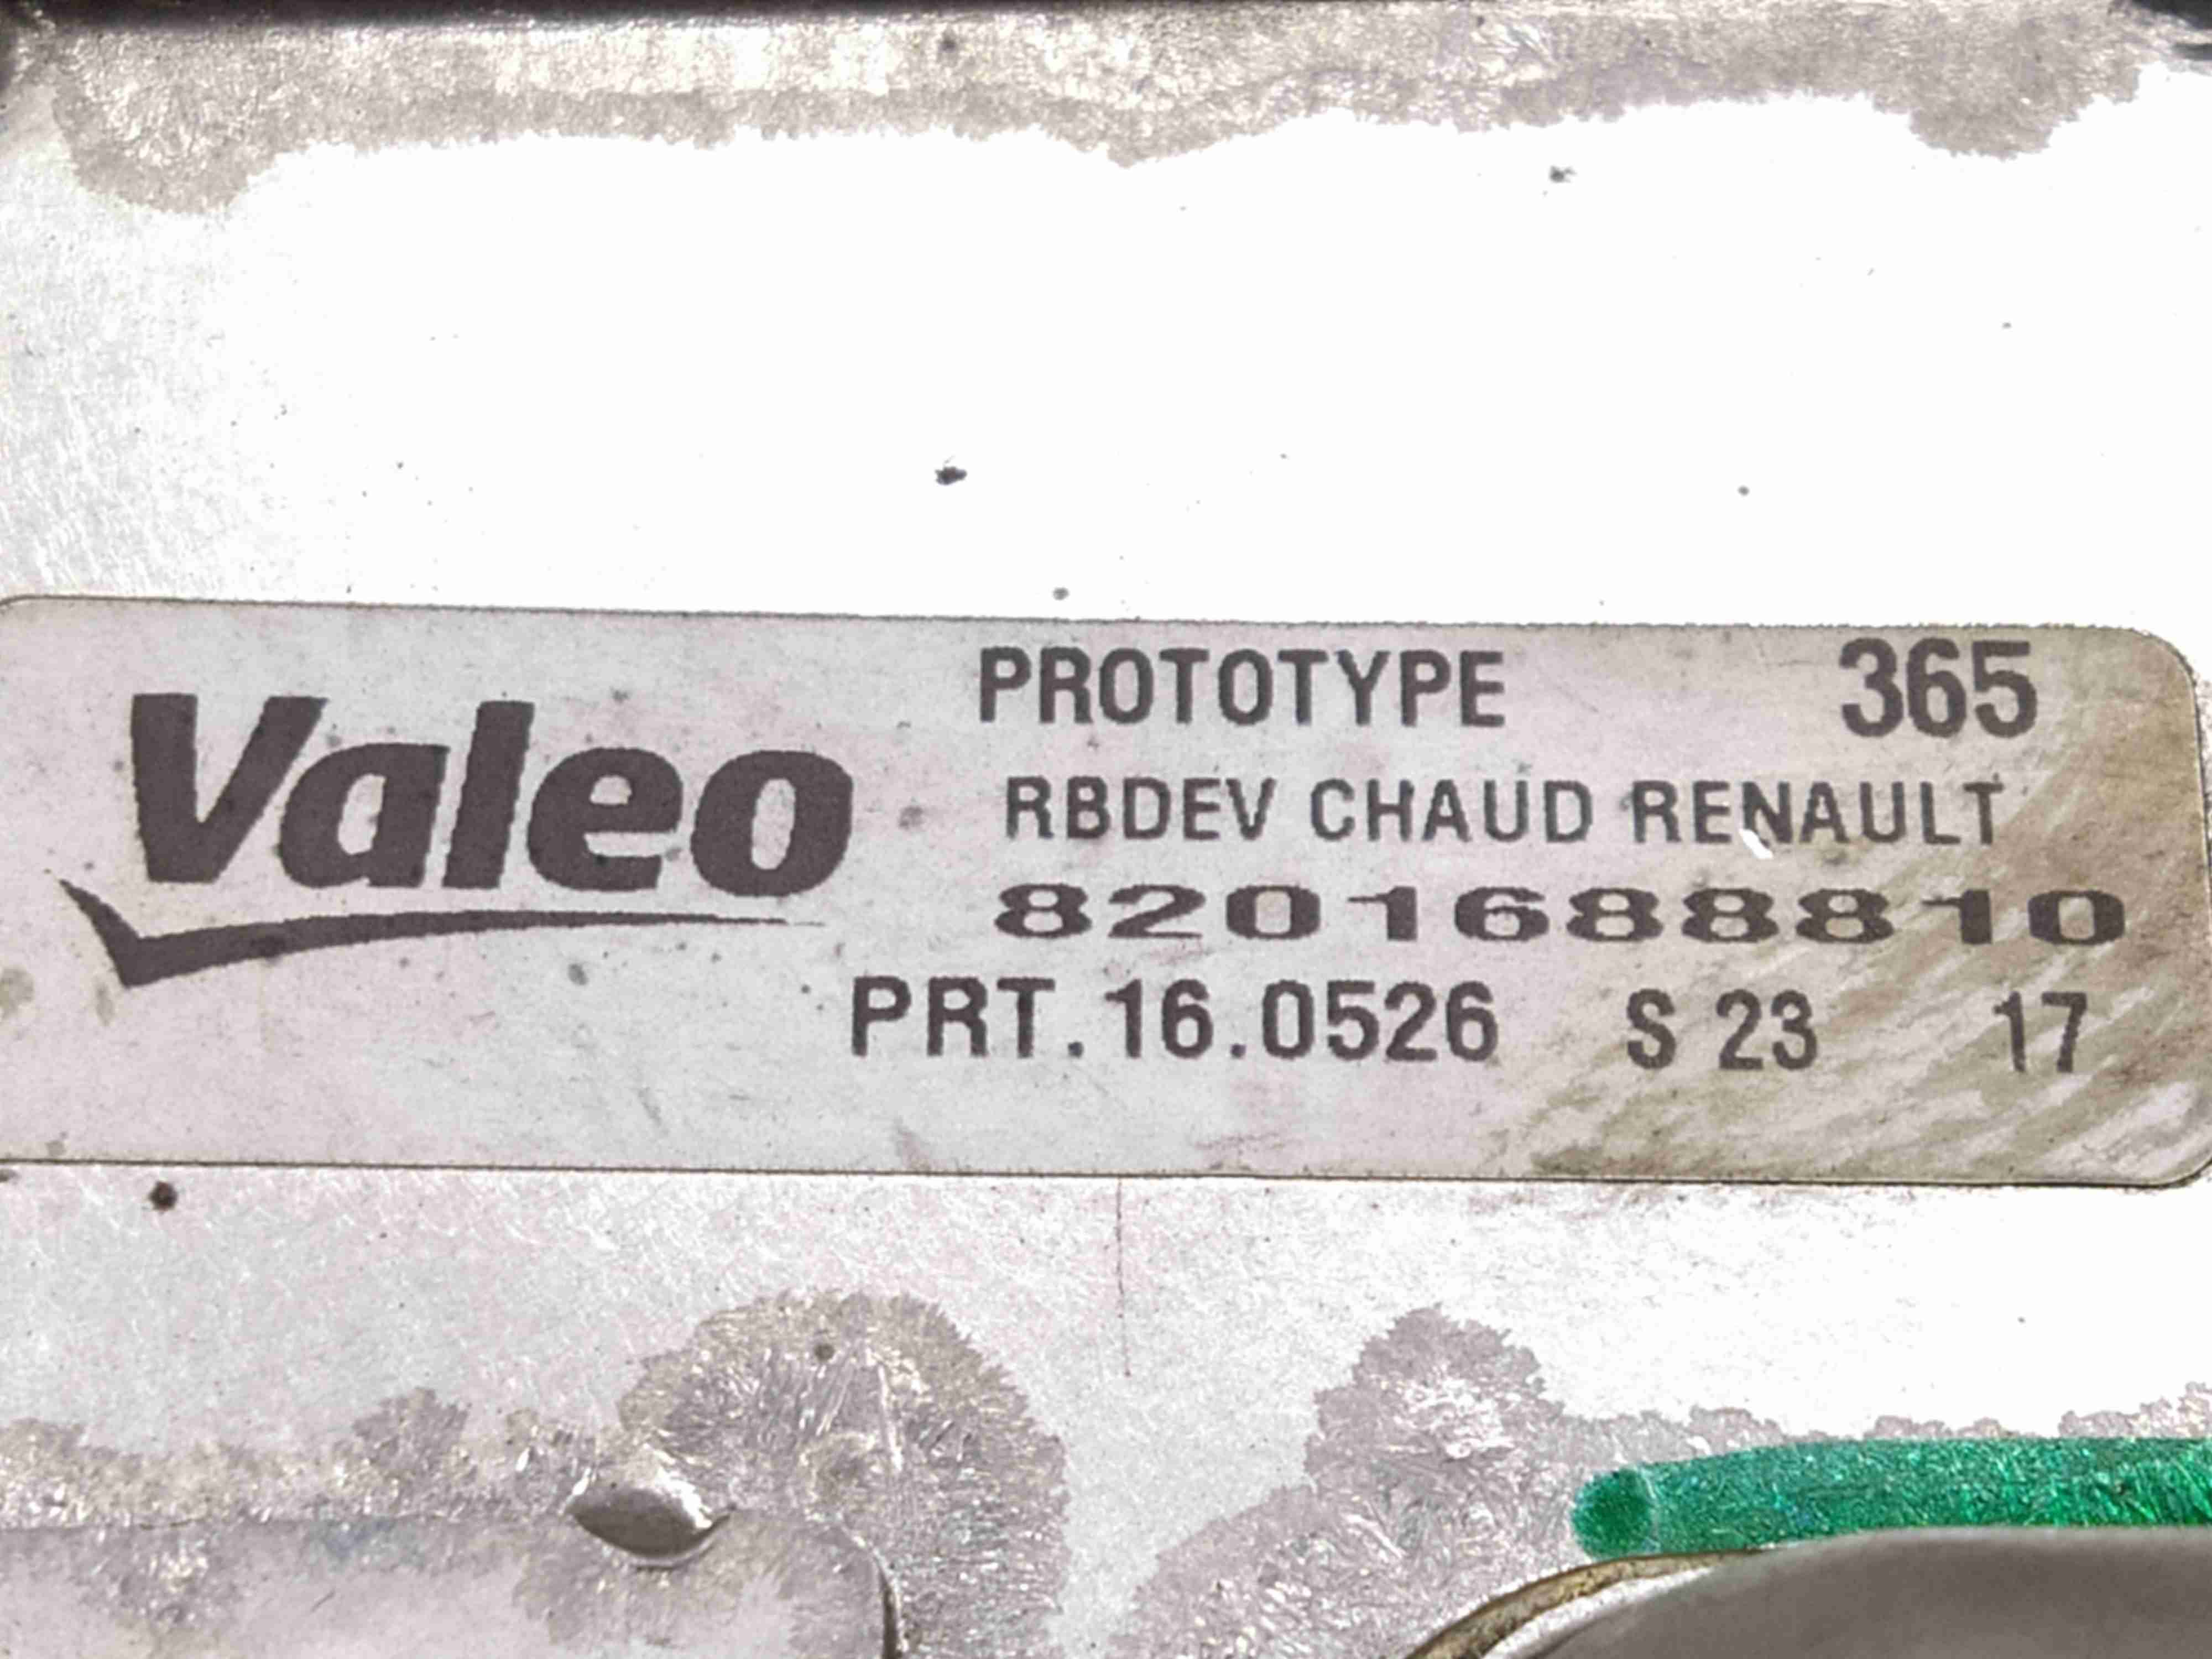 Valeo
PROTOTYPE 365
RBDEV CHAUD RENAULT
8201688810
PRT.16.0526 S 23 17